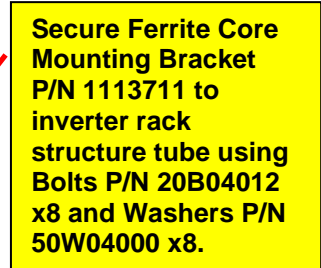 Secure Ferrite Core
Mounting Bracket
P/N 1113711 to
inverter rack
structure tube using
Bolts P/N 20B04012
x8 and Washers P/N
50W04000 x8.